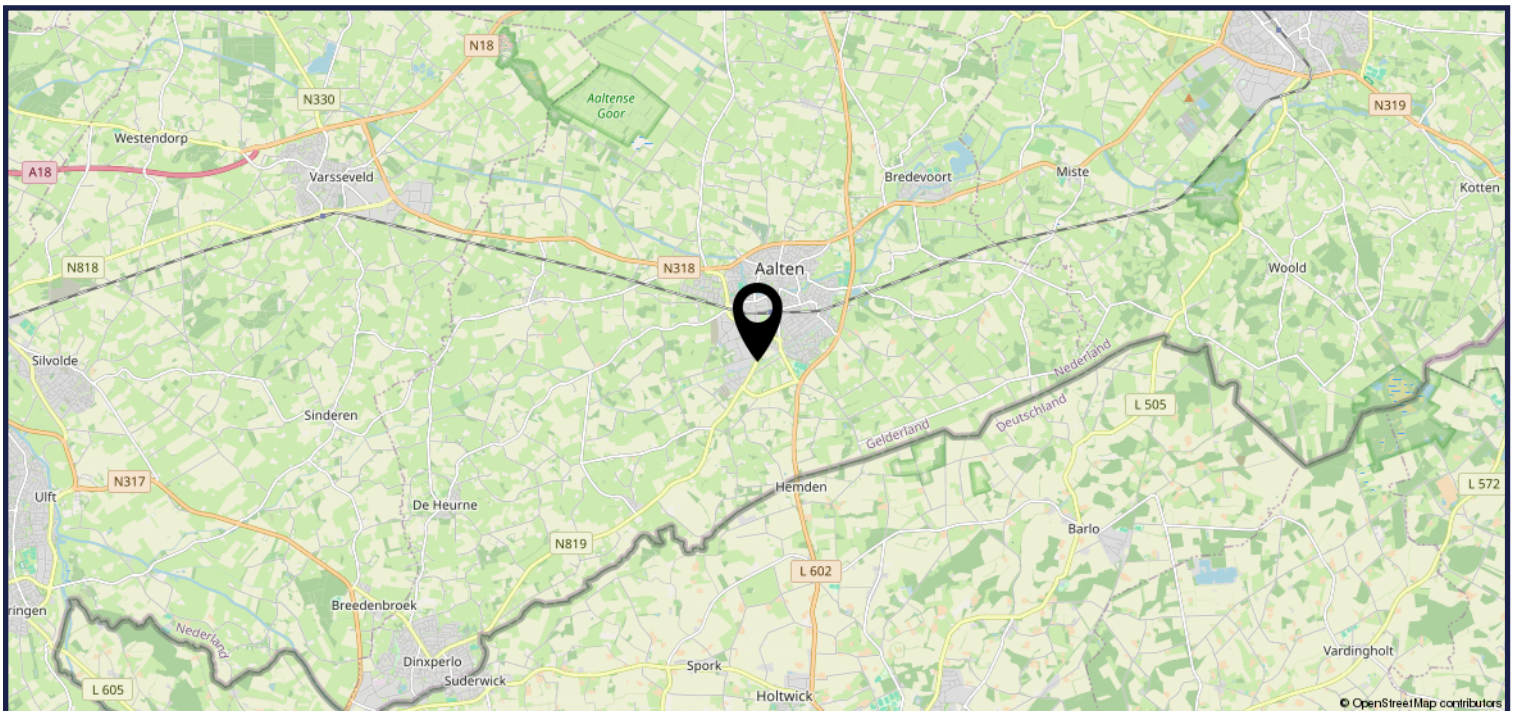 N18
Aaltense
Goor
N330
N319
Westendorp
A18
Varsseveld
Bredevoort
Miste
Kotten
N818
N318
Aalten
Woold
Silvolde
Nederland
Deutschland
L 505
Sinderen
Gelderland
N317
Ulft
De Heurne
Hemden
L 572
N819
Barlo
L 602
ringen
Breedenbroek
Nederland
Dinxperlo
Suderwick
Spork
Vardingholt
L 605
Holtwick
© OpenStreetMap contributors